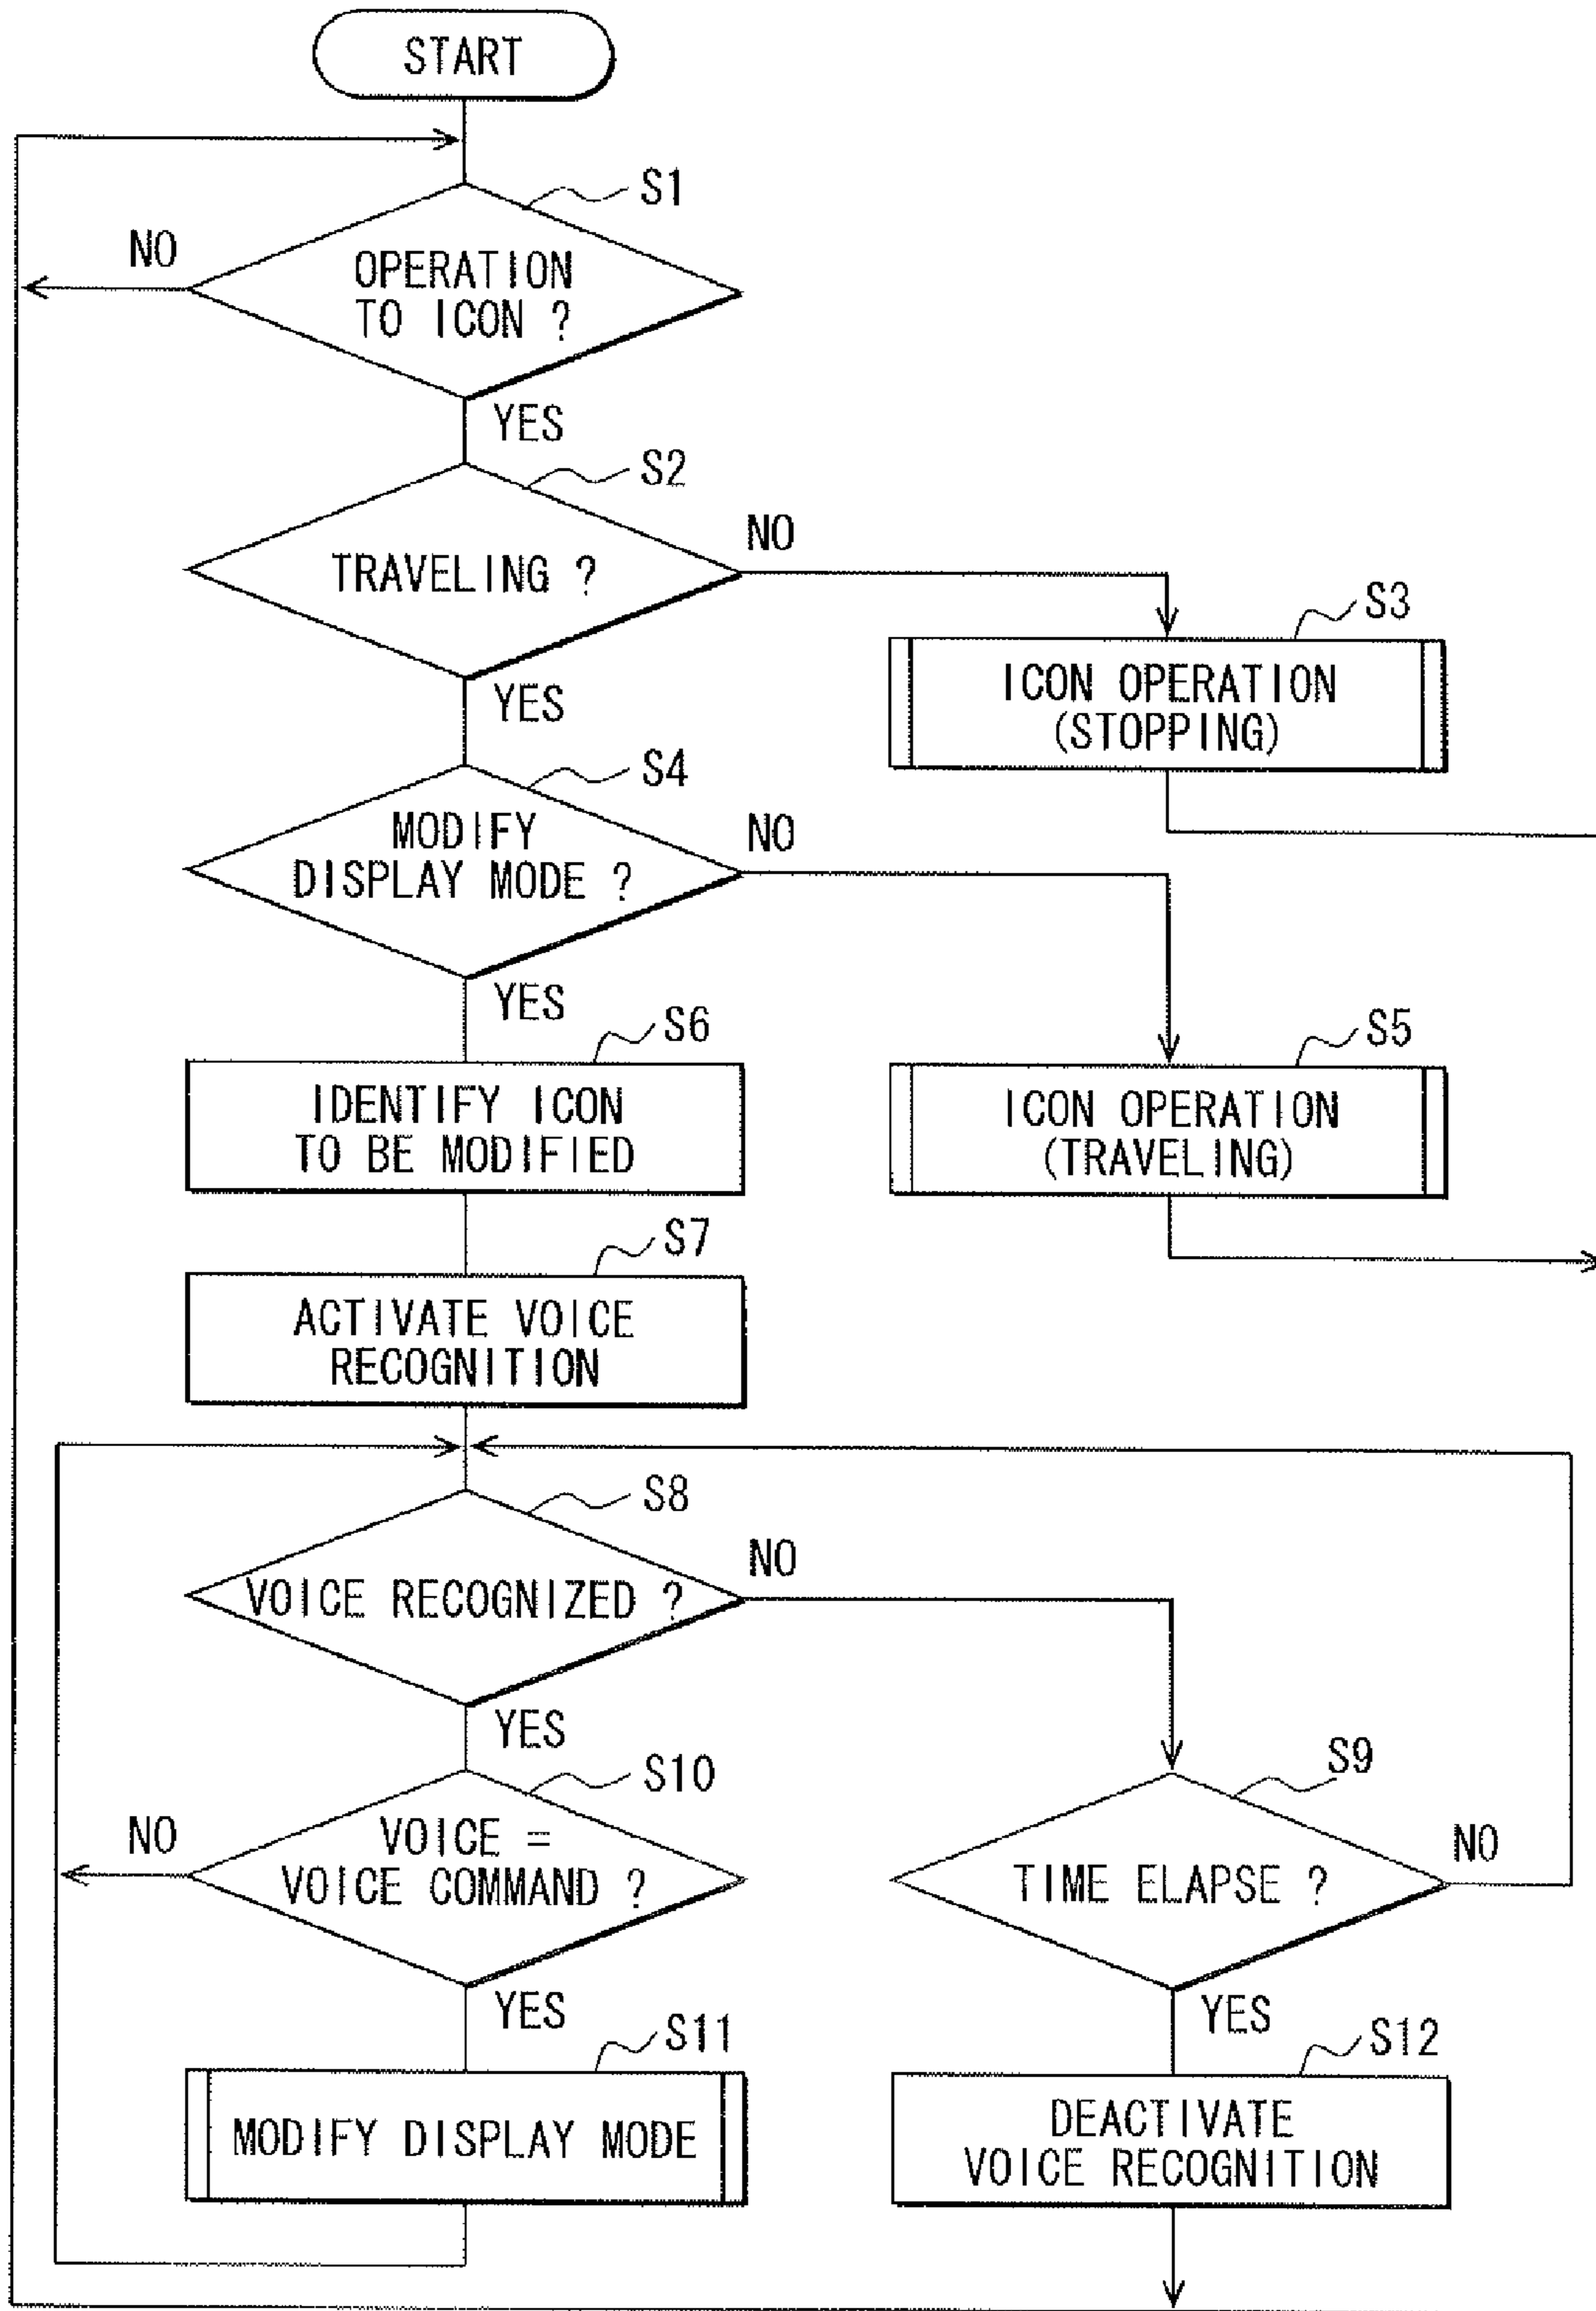 START
S1
NO
OPERATION
TO ICON ?
YES
S2
NO
TRAVELING ?
S3
YES
ICON OPERATION
(STOPPING)
S4
MODIFY
DISPLAY MODE ?
NO
YES
S6
S5
IDENTIFY ICON
TO BE MODIFIED
ICON OPERATION
(TRAVELING)
S7
ACTIVATE VOICE
RECOGNITION
S8
NO
VOICE RECOGNIZED ?
YES
S10
S9
NO
VOICE =
VOICE COMMAND ?
NO
TIME ELAPSE ?
YES
YES
S11
S12
MODIFY DISPLAY MODE
DEACTIVATE
VOICE RECOGNITION